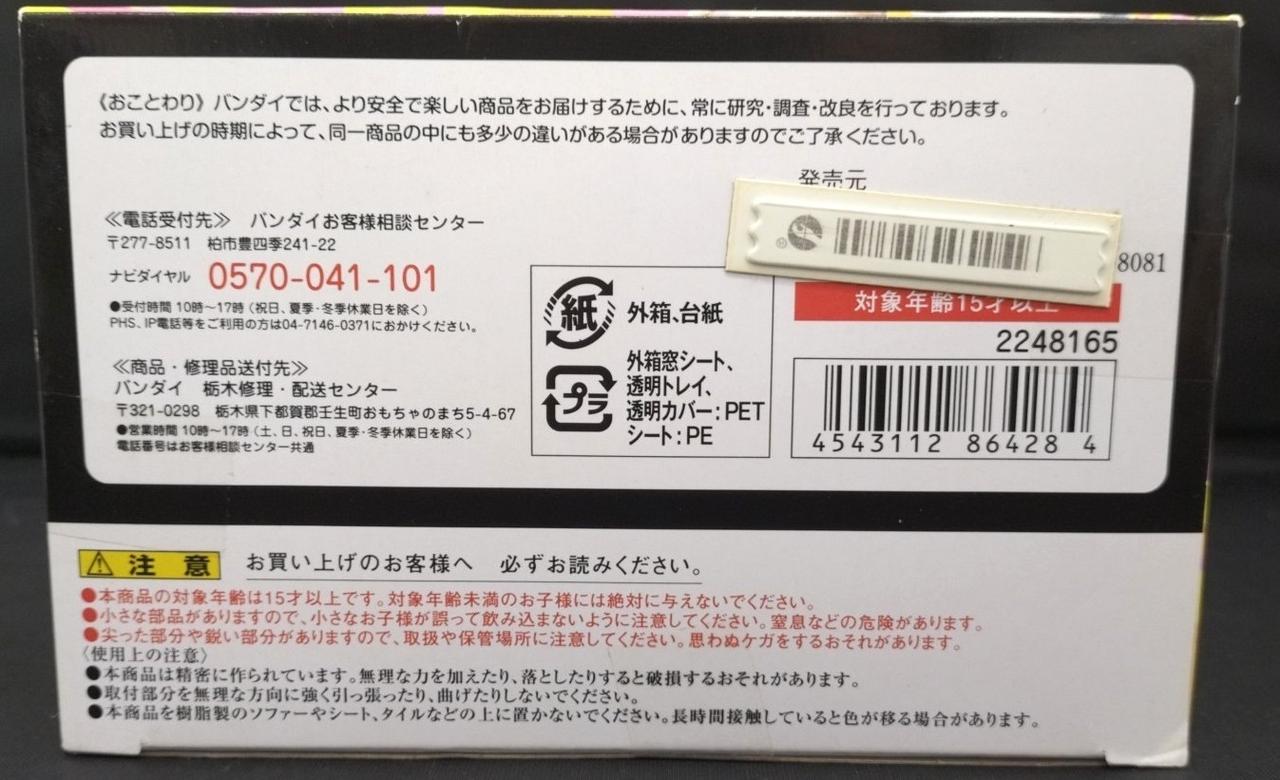 《おことわり》バンダイでは、より安全で楽しい商品をお届けするために、常に研究・調査・改良を行っております。
お買い上げの時期によって、同一商品の中にも多少の違いがある場合がありますのでご了承ください。
発売元
8081
≪電話受付先≫ バンダイお客様相談センター
〒277-8511 柏市豊四季241-22
ナビダイヤル 0570-041-101
●受付時間 10時〜17時(祝日、夏季・冬季休業日を除く)
PHS、IP電話等をご利用の方は04-7146-0371におかけください。
≪商品・修理品送付先≫
バンダイ 栃木修理・配送センター
〒321-0298 栃木県下都賀郡壬生町おもちゃのまち5-4-67
●営業時間 10時〜17時(土、日、祝日、夏季・冬季休業日を除く)
電話番号はお客様相談センター共通
紙 外箱、台紙
プラ 外箱窓シート、
透明トレイ、
透明カバー:PET
シート:PE
対象年齢15才以上
2248165
4543112 86428 4
注意 お買い上げのお客様へ 必ずお読みください。
●本商品の対象年齢は15才以上です。対象年齢未満のお子様には絶対に与えないでください。
●小さな部品がありますので、小さなお子様が誤って飲み込まないように注意してください。窒息などの危険があります。
●尖った部分や鋭い部分がありますので、取扱や保管場所に注意してください。思わぬケガをするおそれがあります。
〈使用上の注意〉
●本商品は精密に作られています。無理な力を加えたり、落としたりすると破損するおそれがあります。
●取付部分を無理な方向に強く引っ張ったり、曲げたりしないでください。
●本商品を樹脂製のソファーやシート、タイルなどの上に置かないでください。長時間接触していると色が移る場合があります。